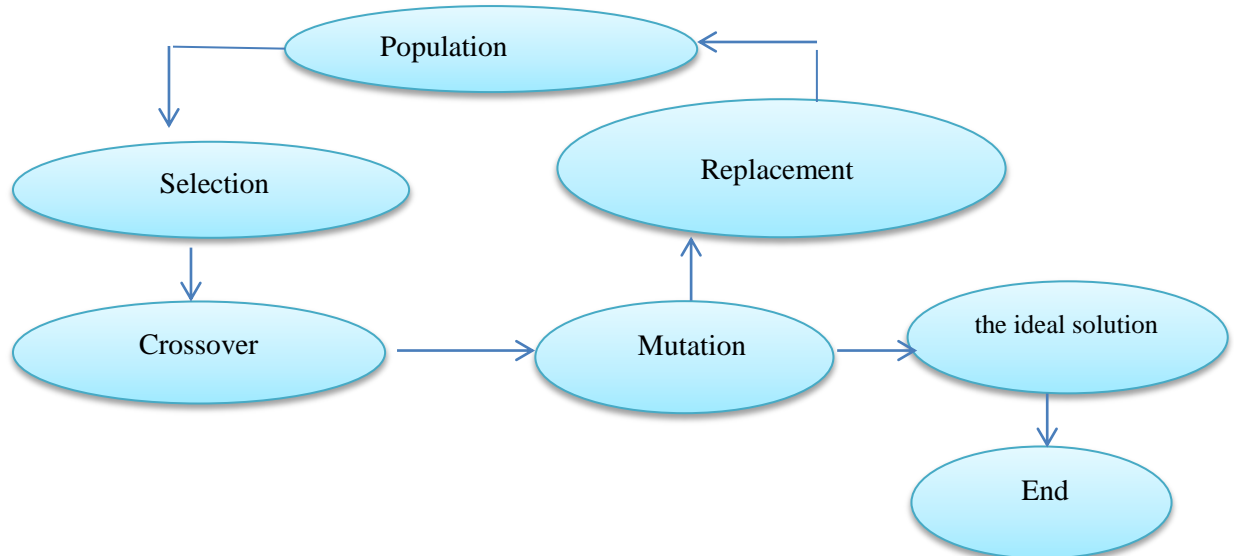 Population
Selection
Replacement
Crossover
Mutation
the ideal solution
End